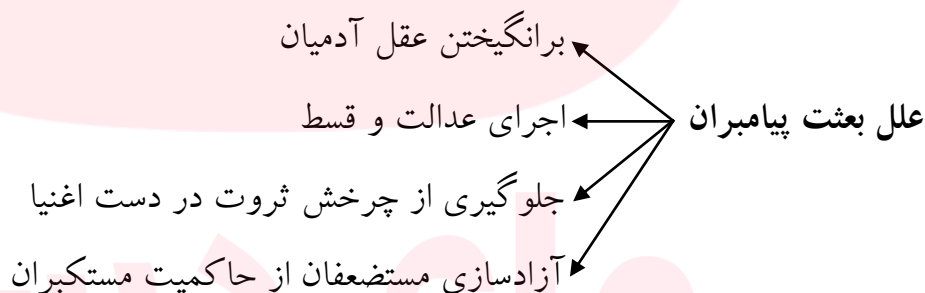 برانگیختن عقل آدمیان
علل بعثت پیامبران
اجرای عدالت و قسط
جلوگیری از چرخش ثروت در دست اغنیا
آزادسازی مستضعفان از حاکمیت مستکبران